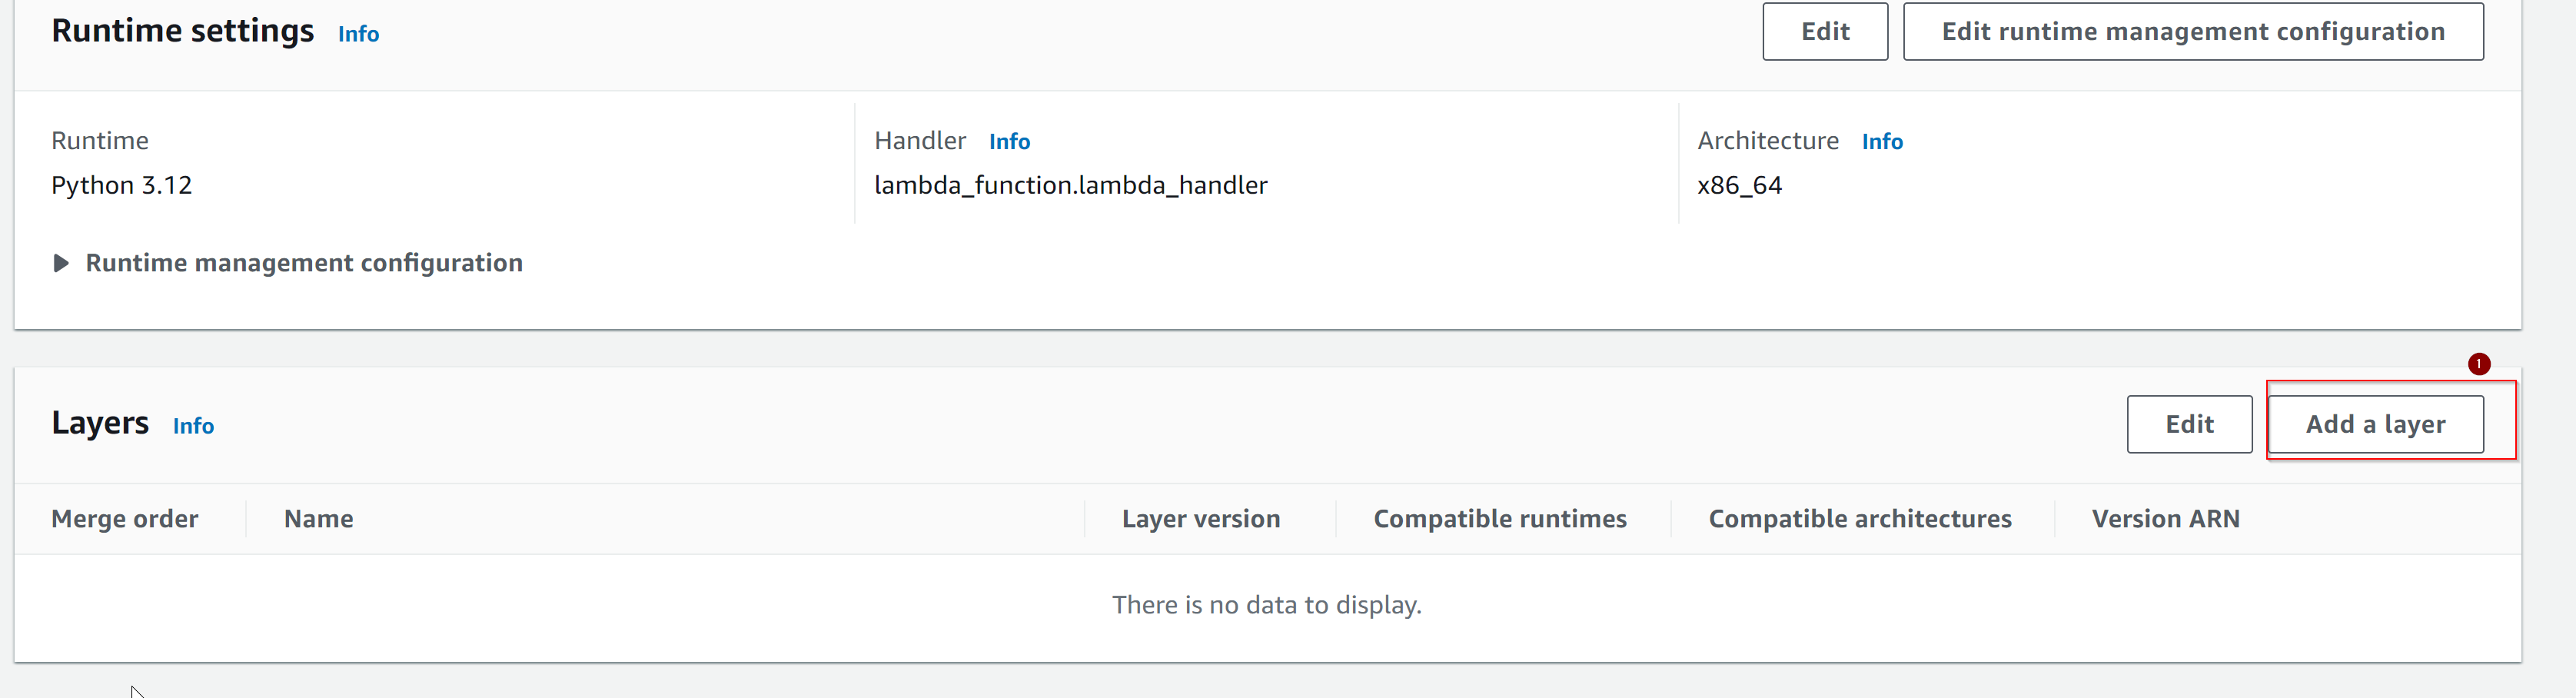 Runtime settings Info Edit Edit runtime management configuration
Runtime Handler Info Architecture Info
Python 3.12 lambda_function.lambda_handler x86_64
Runtime management configuration
1
Layers Info Edit Add a layer
Merge order Name Layer version Compatible runtimes Compatible architectures Version ARN
There is no data to display.